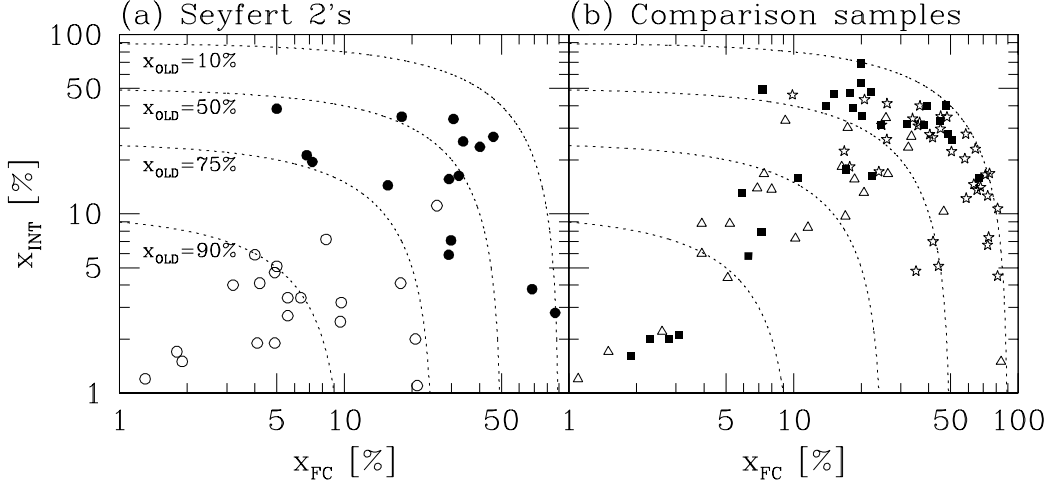 (a) Seyfert 2's
(b) Comparison samples
100
50
10
5
1
x_INT [%]
x_OLD=10%
x_OLD=50%
x_OLD=75%
x_OLD=90%
1 5 10 50 1 5 10 50 100
x_FC [%] x_FC [%]